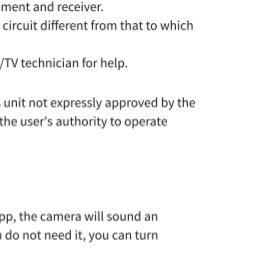 ment and receiver.
circuit different from that to which
/TV technician for help.
unit not expressly approved by the
the user's authority to operate
pp, the camera will sound an
do not need it, you can turn